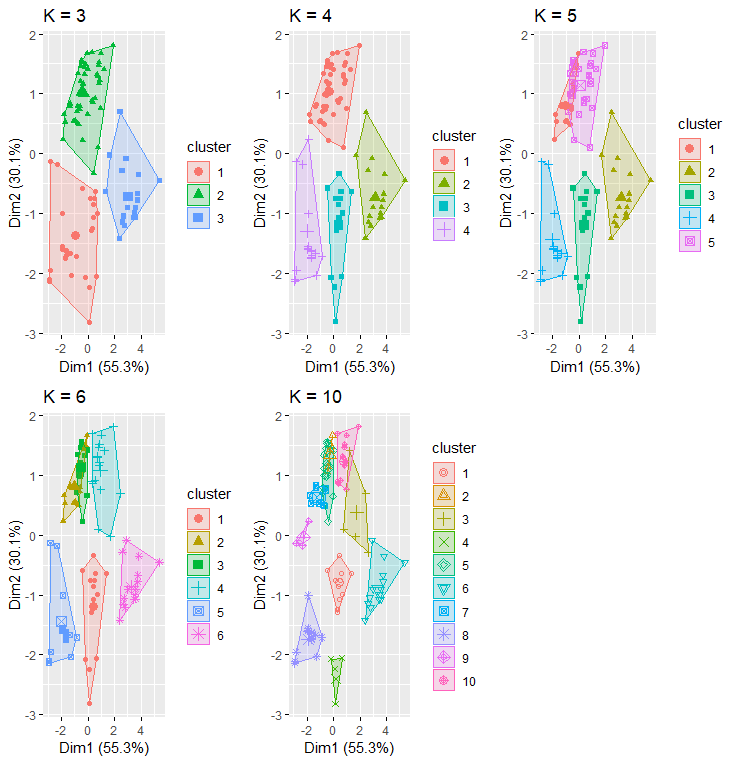 K = 3
2
1
0
-1
-2
-3
Dim2 (30.1%)
-2 0 2 4
Dim1 (55.3%)
cluster
1
2
3
K = 4
2
1
0
-1
-2
-3
Dim2 (30.1%)
-2 0 2 4
Dim1 (55.3%)
cluster
1
2
3
4
K = 5
2
1
0
-1
-2
-3
Dim2 (30.1%)
-2 0 2 4
Dim1 (55.3%)
cluster
1
2
3
4
5
K = 6
2
1
0
-1
-2
-3
Dim2 (30.1%)
-2 0 2 4
Dim1 (55.3%)
cluster
1
2
3
4
5
6
K = 10
2
1
0
-1
-2
-3
Dim2 (30.1%)
-2 0 2 4
Dim1 (55.3%)
cluster
1
2
3
4
5
6
7
8
9
10